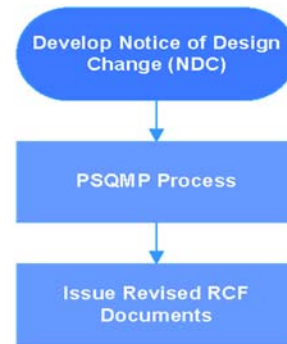 Develop Notice of Design
Change (NDC)
PSQMP Process
Issue Revised RCF
Documents